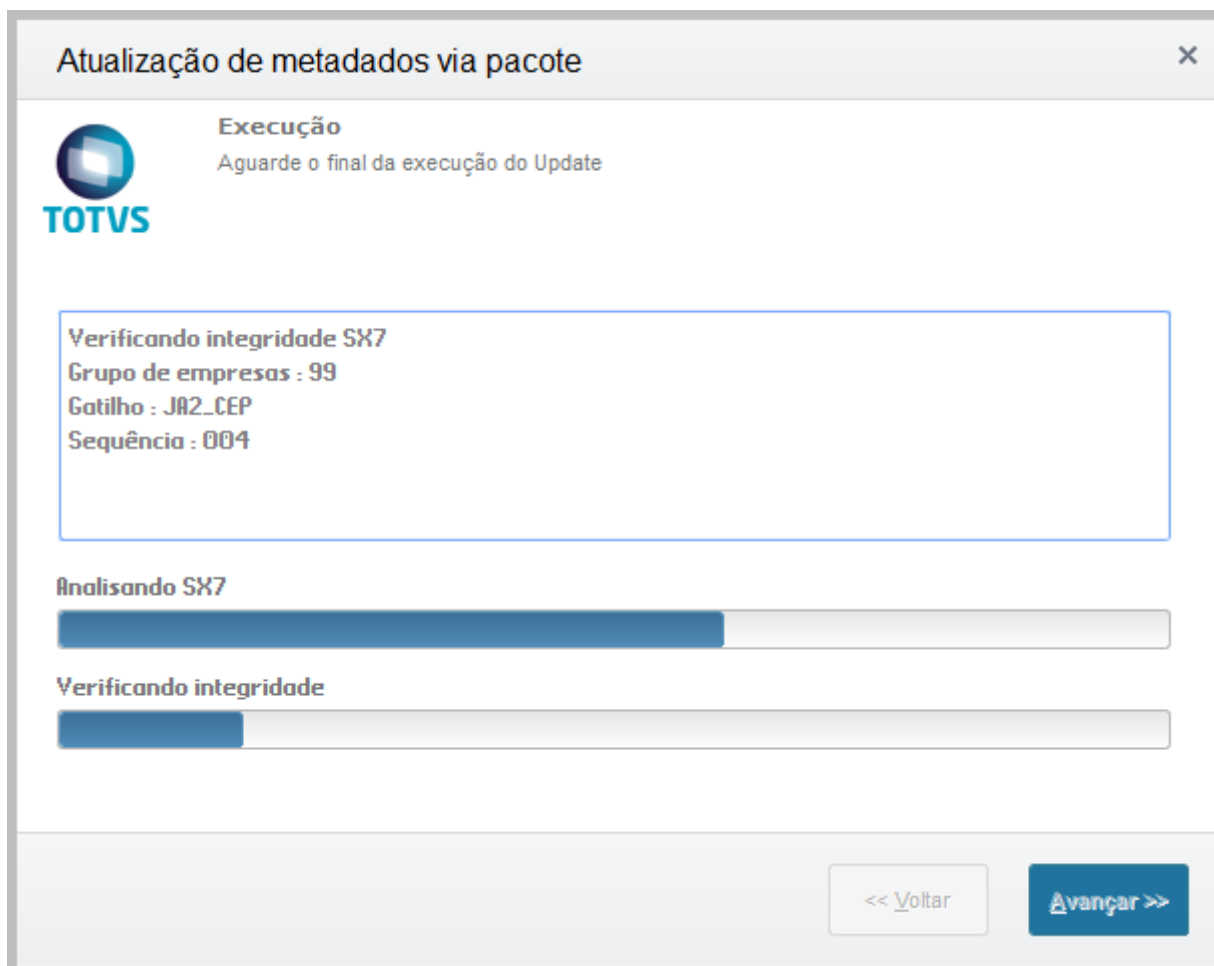 Atualização de metadados via pacote
×
Execução
Aguarde o final da execução do Update
TOTVS
Verificando integridade SX7
Grupo de empresas : 99
Gatilho : JA2_CEP
Sequência : 004
Analisando SX7
Verificando integridade
<< Voltar
Avançar >>